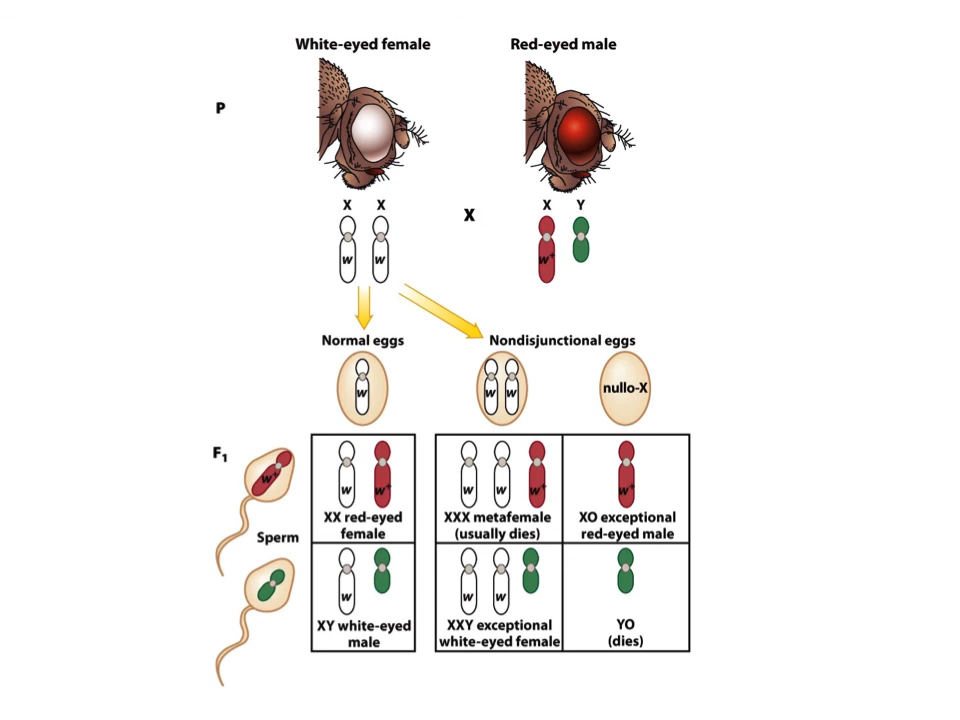 White-eyed female
Red-eyed male
P
X X
X Y
X
w w
w⁺
Normal eggs
Nondisjunctional eggs
w
w w
nullo-X
F₁
w⁺
w w⁺
w w w⁺
w⁺
XX red-eyed
female
XXX metafemale
(usually dies)
XO exceptional
red-eyed male
Sperm
w
w w
XY white-eyed
male
XXY exceptional
white-eyed female
YO
(dies)